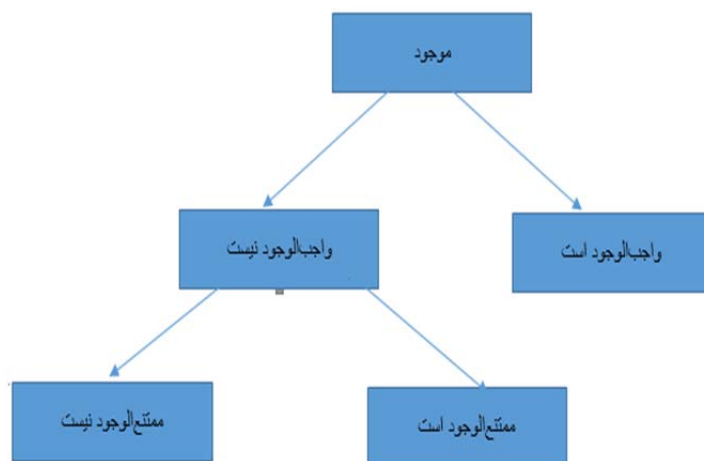 موجود
واجب‌الوجود است
واجب‌الوجود نیست
ممتنع‌الوجود است
ممتنع‌الوجود نیست